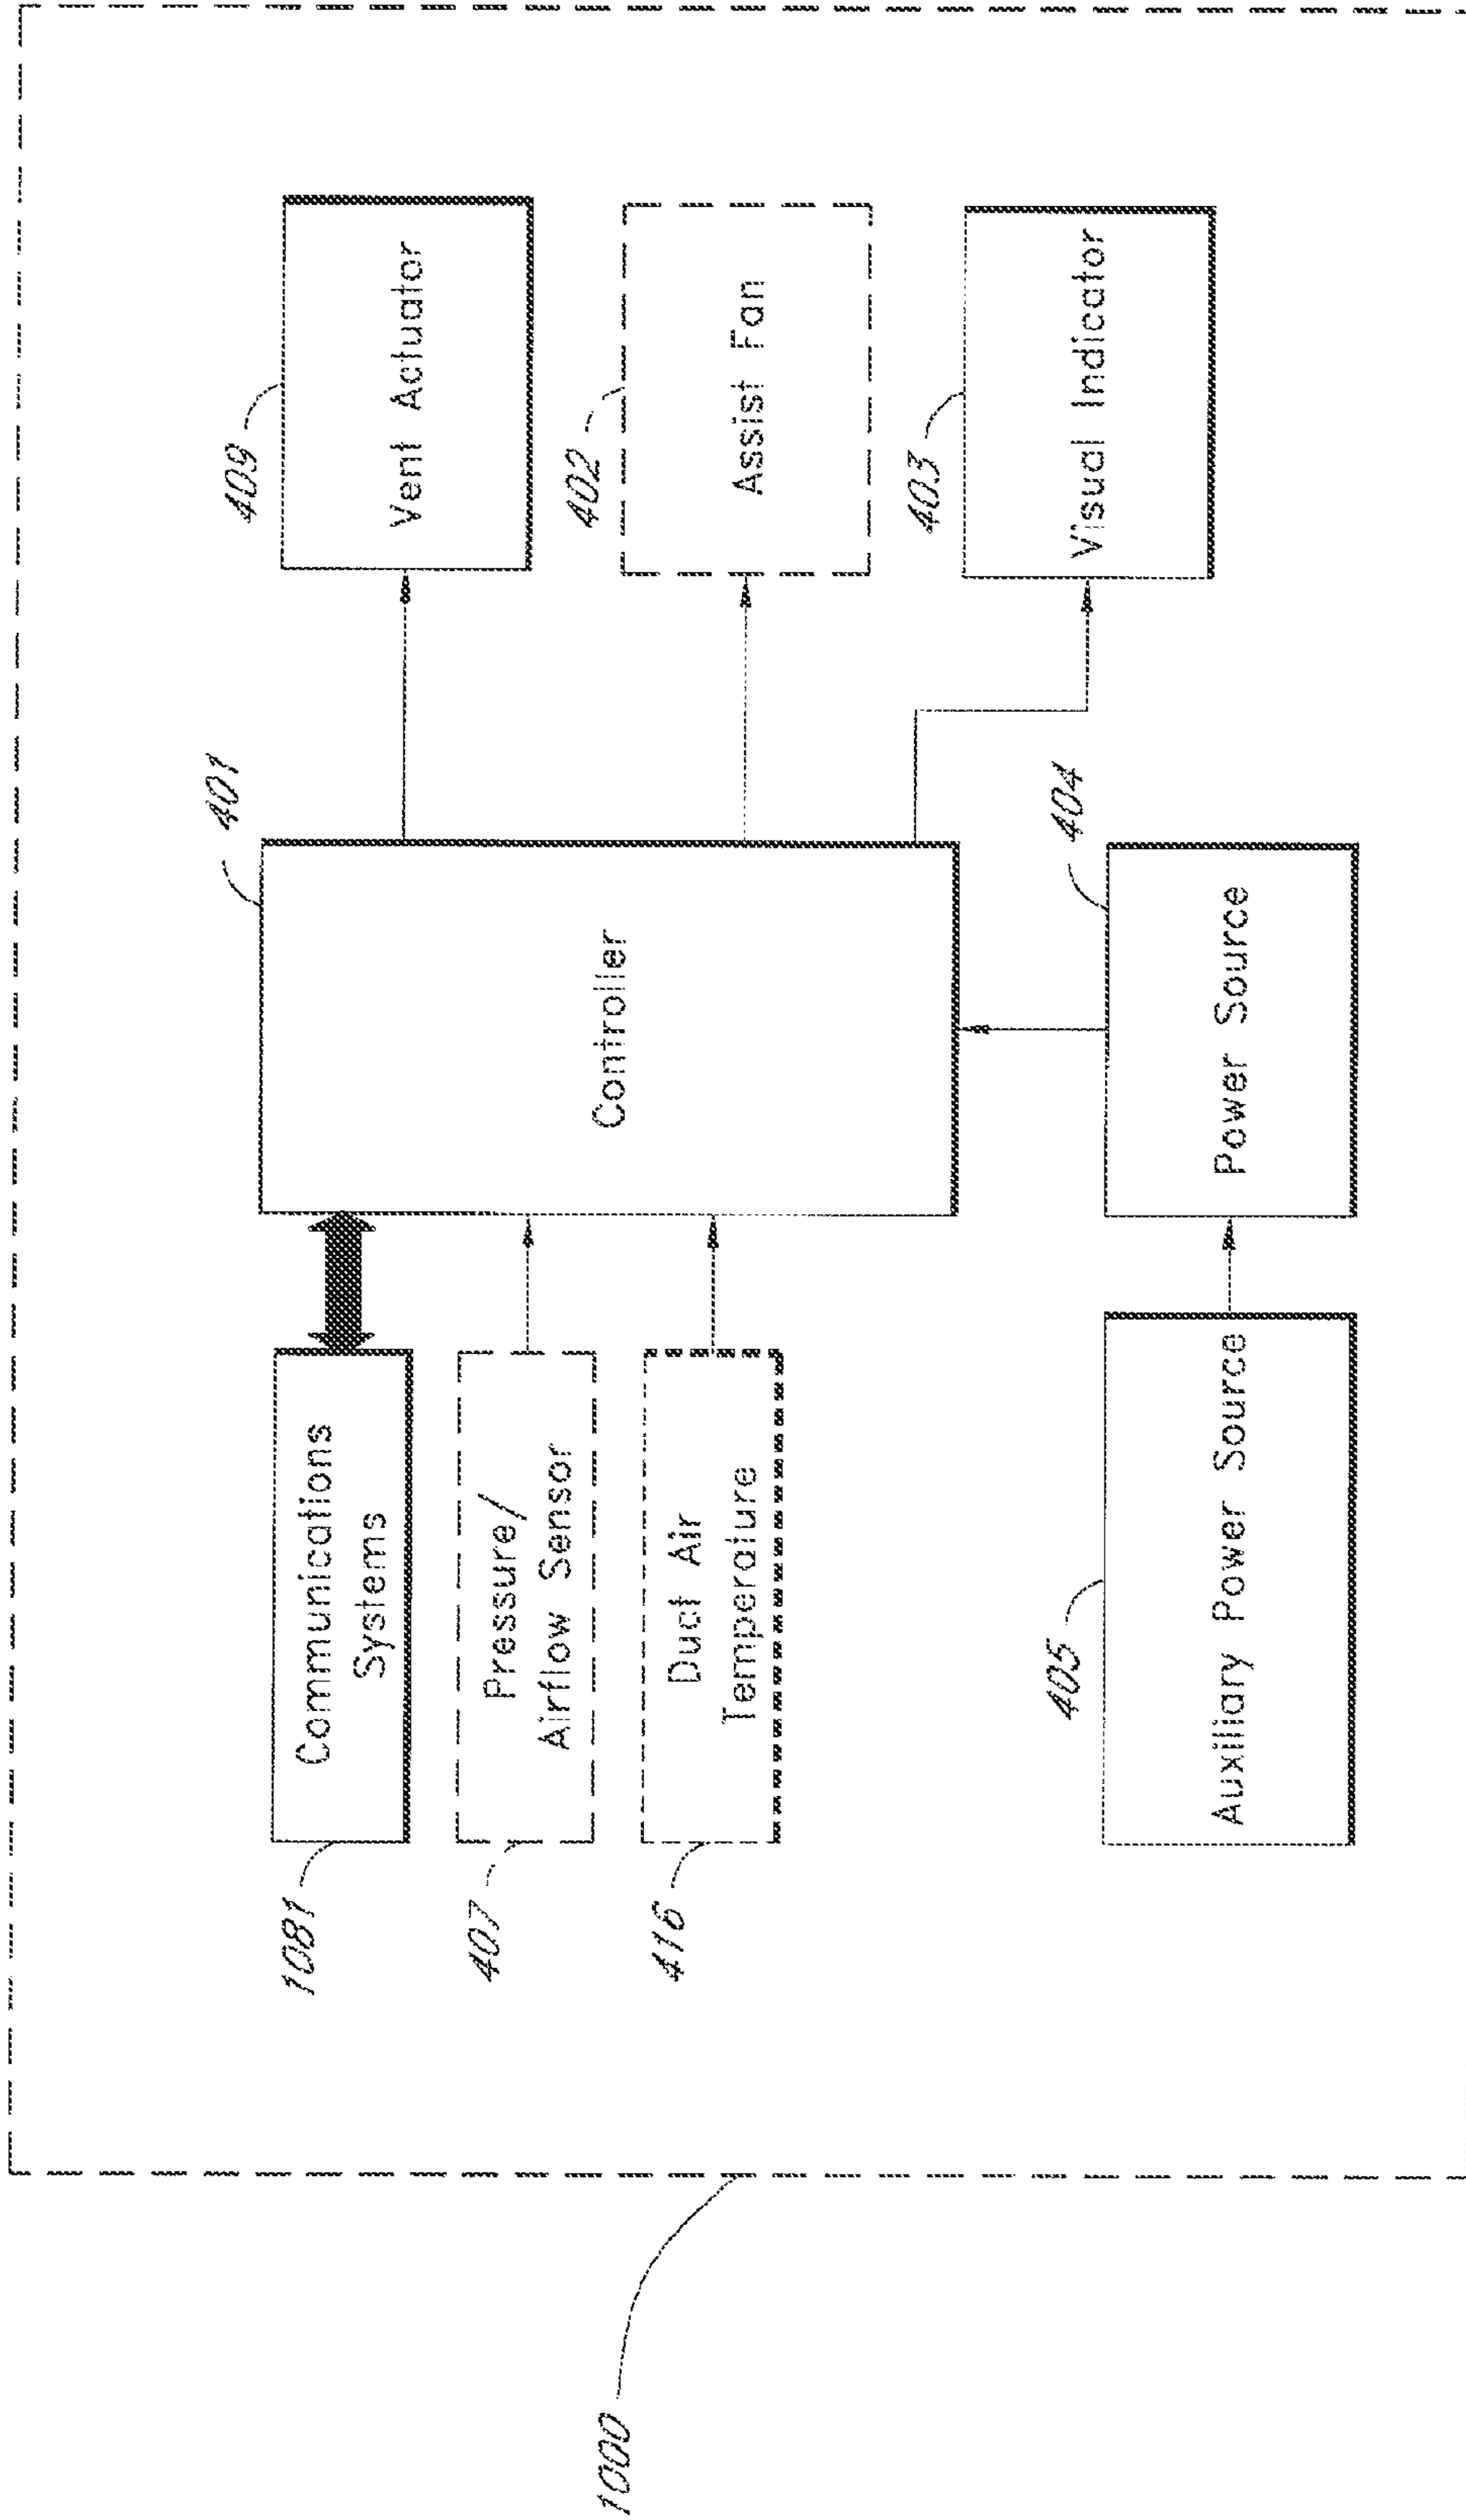 1081
Communications
Systems
407
Pressure/
Airflow Sensor
416
Duct Air
Temperature
401
Controller
409
Vent Actuator
402
Assist Fan
403
Visual Indicator
404
Power Source
405
Auxiliary Power Source
1000